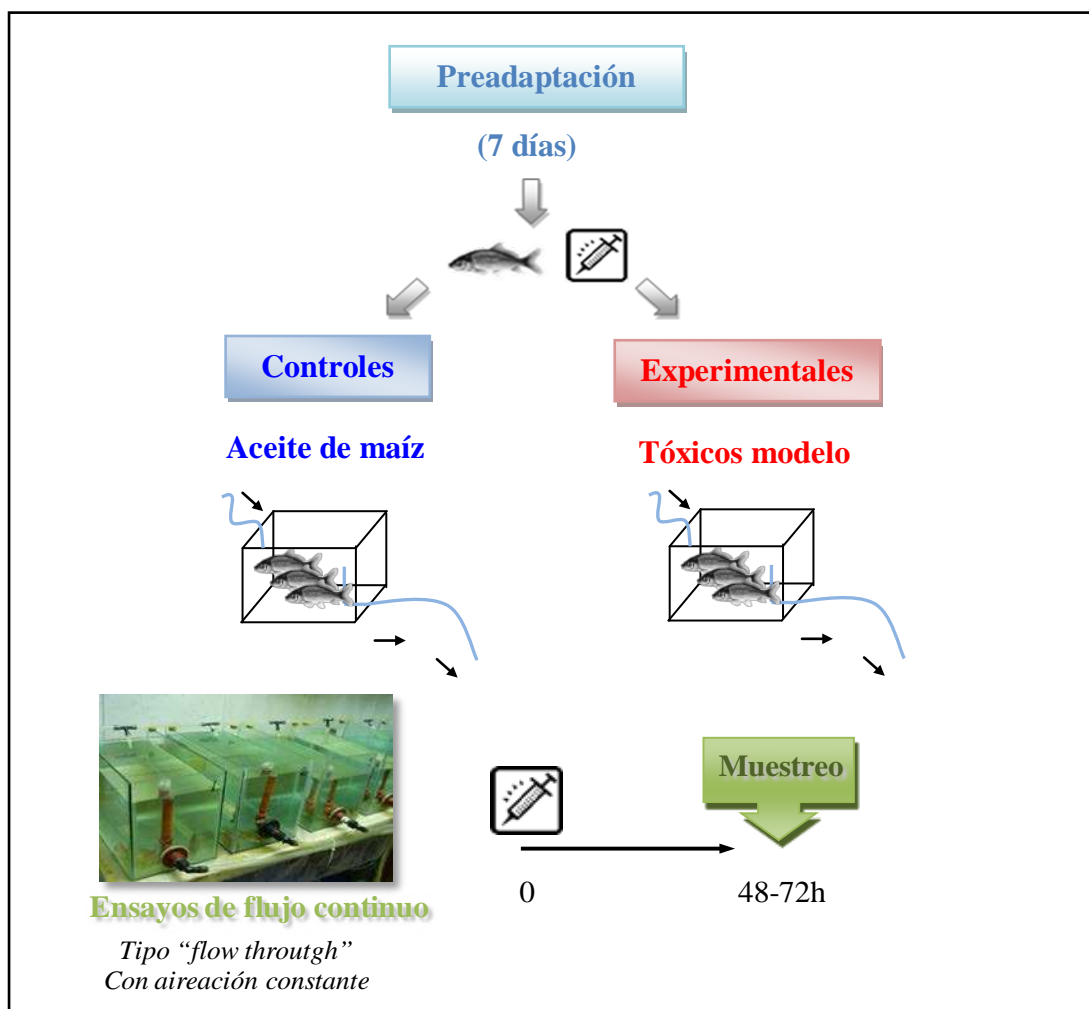 Preadaptación
(7 días)
Controles
Experimentales
Aceite de maíz
Tóxicos modelo
Muestreo
0
48-72h
Ensayos de flujo continuo
Tipo “flow throutgh”
Con aireación constante